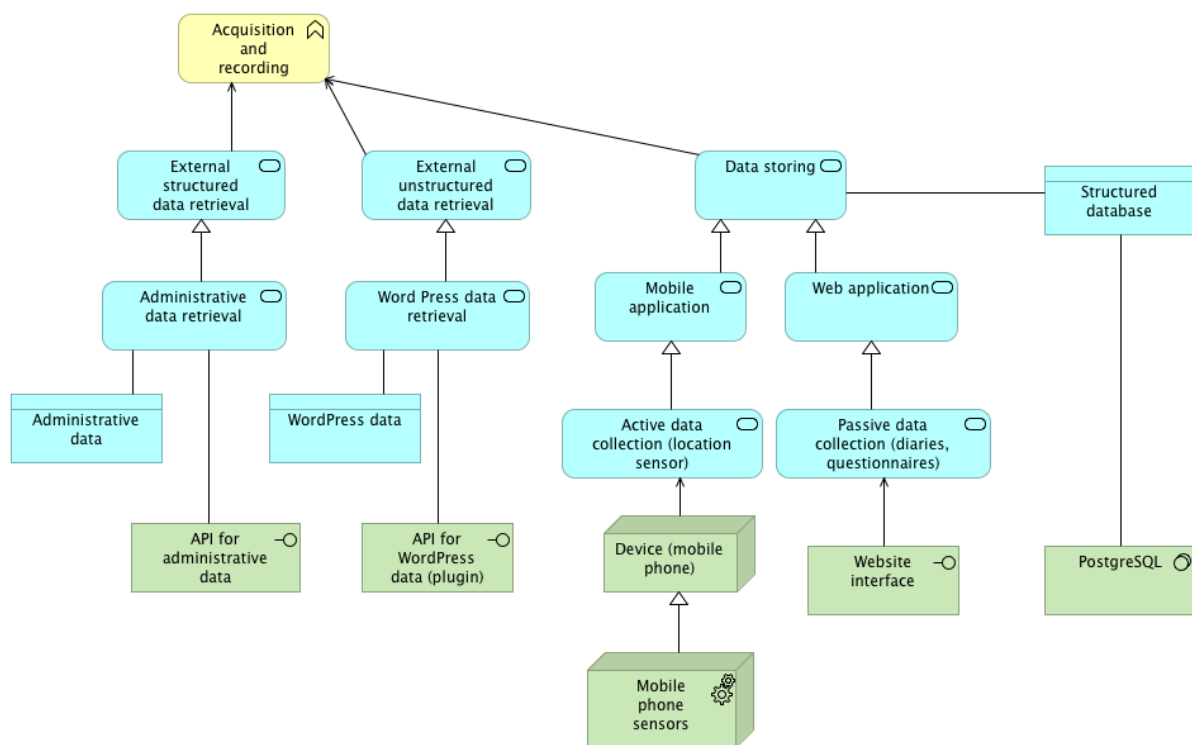 Acquisition
and
recording
External
structured
data retrieval
External
unstructured
data retrieval
Data storing
Structured
database
Administrative
data retrieval
Word Press data
retrieval
Mobile
application
Web application
Administrative
data
WordPress data
Active data
collection (location
sensor)
Passive data
collection (diaries,
questionnaires)
API for
administrative
data
API for
WordPress
data (plugin)
Device (mobile
phone)
Website
interface
PostgreSQL
Mobile
phone
sensors